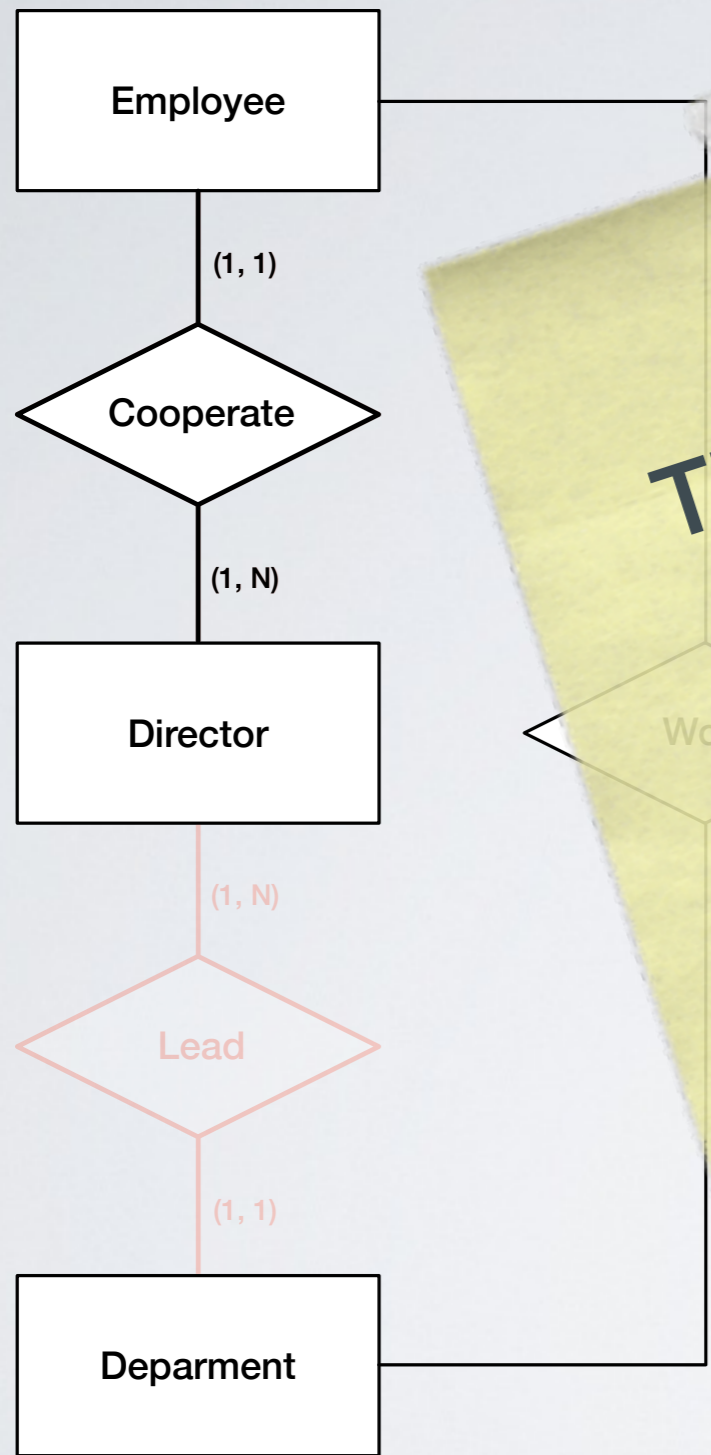 Employee
(1, 1)
Cooperate
(1, N)
Director
(1, N)
Lead
(1, 1)
Deparment